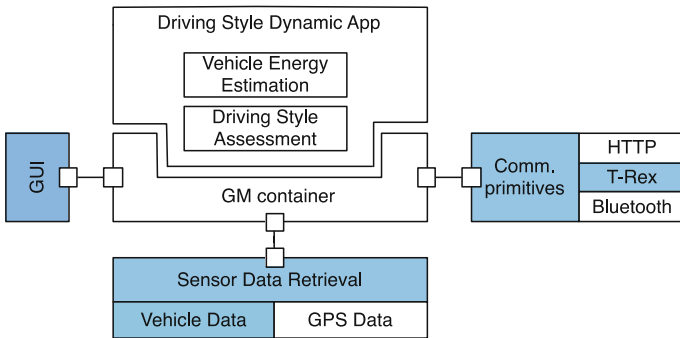 Driving Style Dynamic App
Vehicle Energy
Estimation
Driving Style
Assessment
GUI
GM container
Comm.
primitives
HTTP
T-Rex
Bluetooth
Sensor Data Retrieval
Vehicle Data
GPS Data